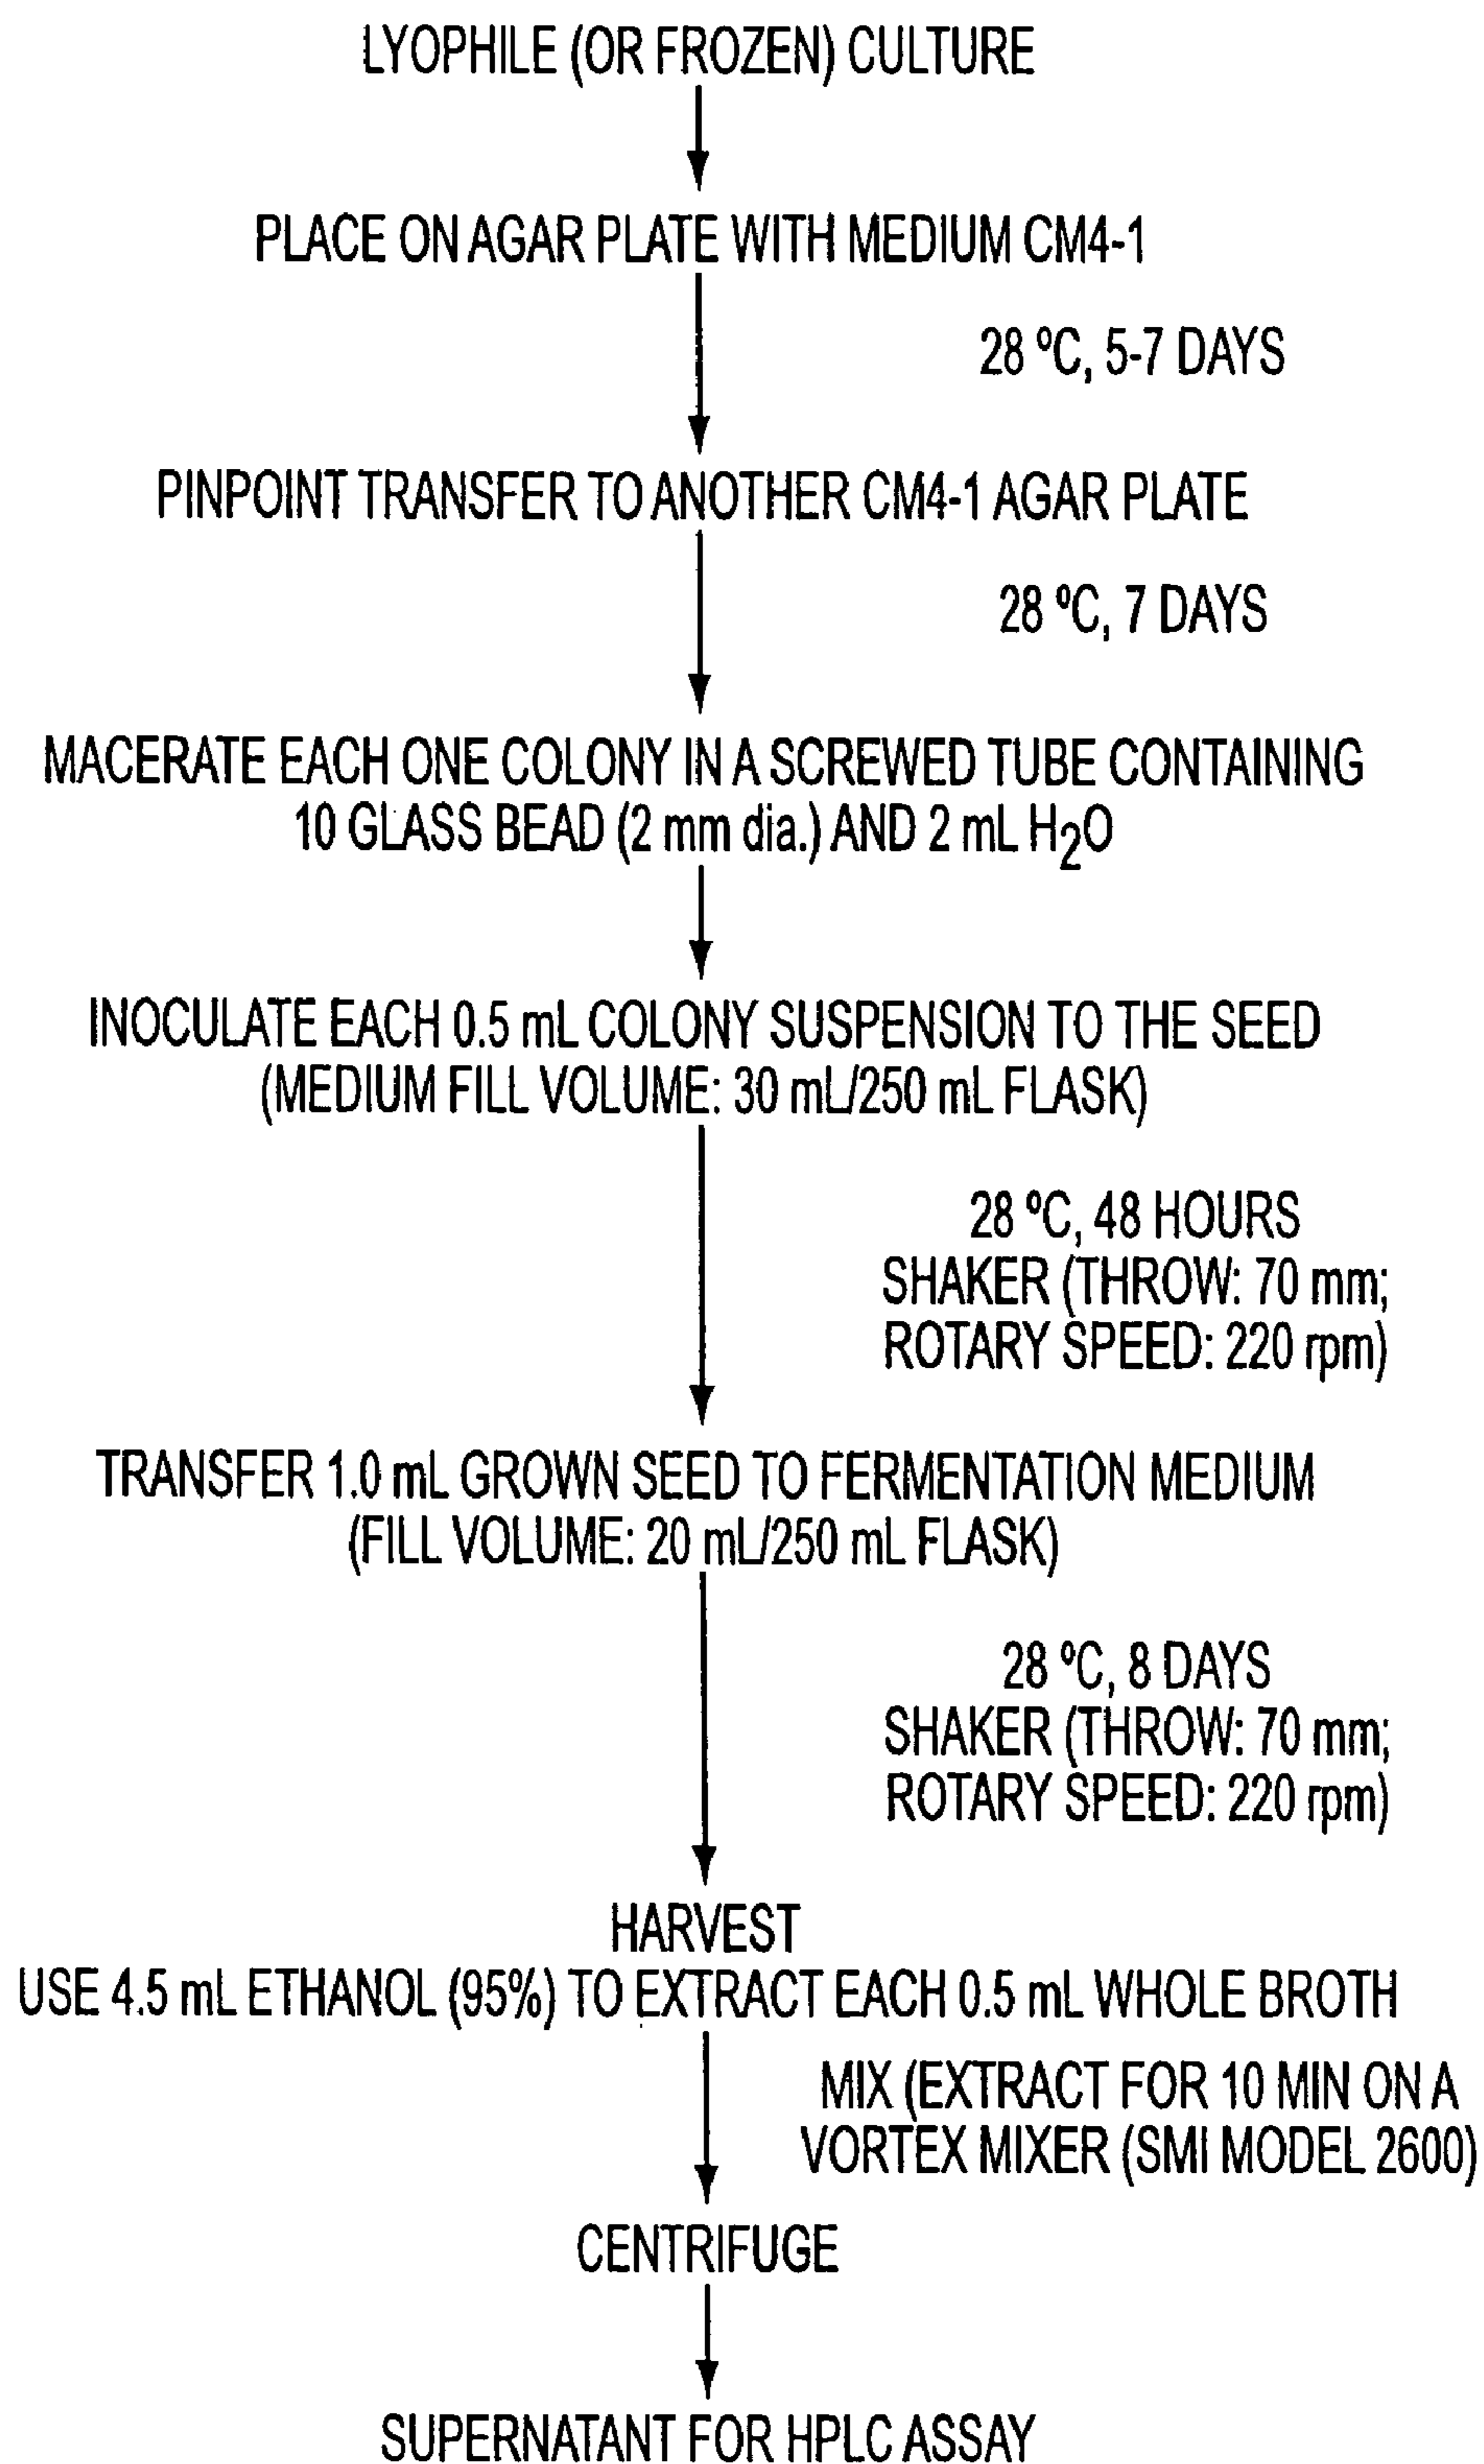 LYOPHILE (OR FROZEN) CULTURE
PLACE ON AGAR PLATE WITH MEDIUM CM4-1
28 ºC, 5-7 DAYS
PINPOINT TRANSFER TO ANOTHER CM4-1 AGAR PLATE
28 ºC, 7 DAYS
MACERATE EACH ONE COLONY IN A SCREWED TUBE CONTAINING
10 GLASS BEAD (2 mm dia.) AND 2 mL H₂O
INOCULATE EACH 0.5 mL COLONY SUSPENSION TO THE SEED
(MEDIUM FILL VOLUME: 30 mL/250 mL FLASK)
28 ºC, 48 HOURS
SHAKER (THROW: 70 mm;
ROTARY SPEED: 220 rpm)
TRANSFER 1.0 mL GROWN SEED TO FERMENTATION MEDIUM
(FILL VOLUME: 20 mL/250 mL FLASK)
28 ºC, 8 DAYS
SHAKER (THROW: 70 mm;
ROTARY SPEED: 220 rpm)
HARVEST
USE 4.5 mL ETHANOL (95%) TO EXTRACT EACH 0.5 mL WHOLE BROTH
MIX (EXTRACT FOR 10 MIN ON A
VORTEX MIXER (SMI MODEL 2600)
CENTRIFUGE
SUPERNATANT FOR HPLC ASSAY